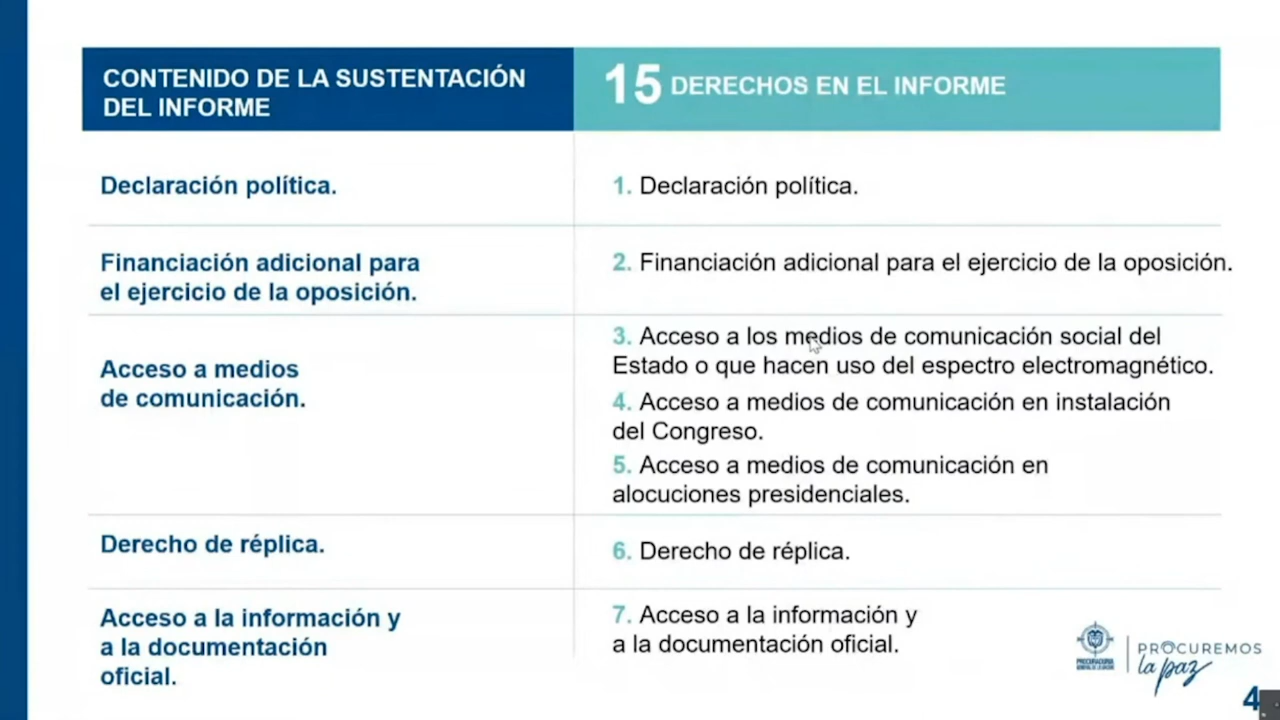 CONTENIDO DE LA SUSTENTACIÓN
DEL INFORME
15 DERECHOS EN EL INFORME
Declaración política.
1. Declaración política.
Financiación adicional para
el ejercicio de la oposición.
2. Financiación adicional para el ejercicio de la oposición.
Acceso a medios
de comunicación.
3. Acceso a los medios de comunicación social del
Estado o que hacen uso del espectro electromagnético.
4. Acceso a medios de comunicación en instalación
del Congreso.
5. Acceso a medios de comunicación en
alocuciones presidenciales.
Derecho de réplica.
6. Derecho de réplica.
Acceso a la información y
a la documentación
oficial.
7. Acceso a la información y
a la documentación oficial.
PROCURADURIA
PROCUREMOS
la paz
4